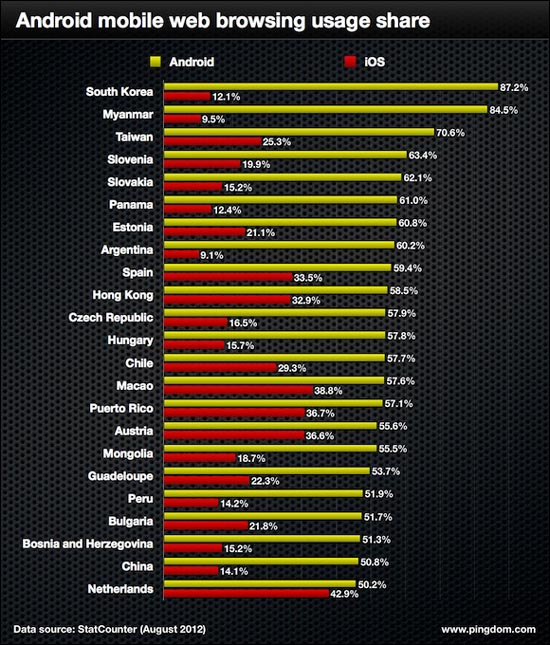 Android mobile web browsing usage share
Android iOS
South Korea 87.2%
12.1%
Myanmar 84.5%
9.5%
Taiwan 70.6%
25.3%
Slovenia 63.4%
19.9%
Slovakia 62.1%
15.2%
Panama 61.0%
12.4%
Estonia 60.8%
21.1%
Argentina 60.2%
9.1%
Spain 59.4%
33.5%
Hong Kong 58.5%
32.9%
Czech Republic 57.9%
16.5%
Hungary 57.8%
15.7%
Chile 57.7%
29.3%
Macao 57.6%
38.8%
Puerto Rico 57.1%
36.7%
Austria 55.6%
36.6%
Mongolia 55.5%
18.7%
Guadeloupe 53.7%
22.3%
Peru 51.9%
14.2%
Bulgaria 51.7%
21.8%
Bosnia and Herzegovina 51.3%
15.2%
China 50.8%
14.1%
Netherlands 50.2%
42.9%
Data source: StatCounter (August 2012) www.pingdom.com